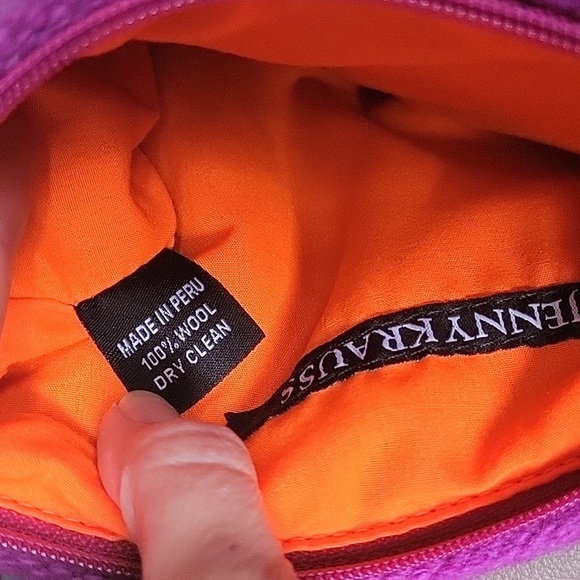 MADE IN PERU
100% WOOL
DRY CLEAN
JENNY KRAUSS